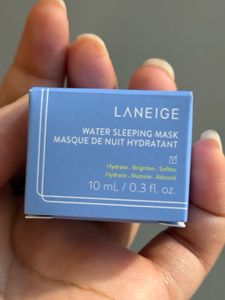 LANEIGE
WATER SLEEPING MASK
MASQUE DE NUIT HYDRATANT
Hydrate . Brighten . Soften
Hydrate . Illumine . Adoucit
10 mL / 0.3 fl. oz.